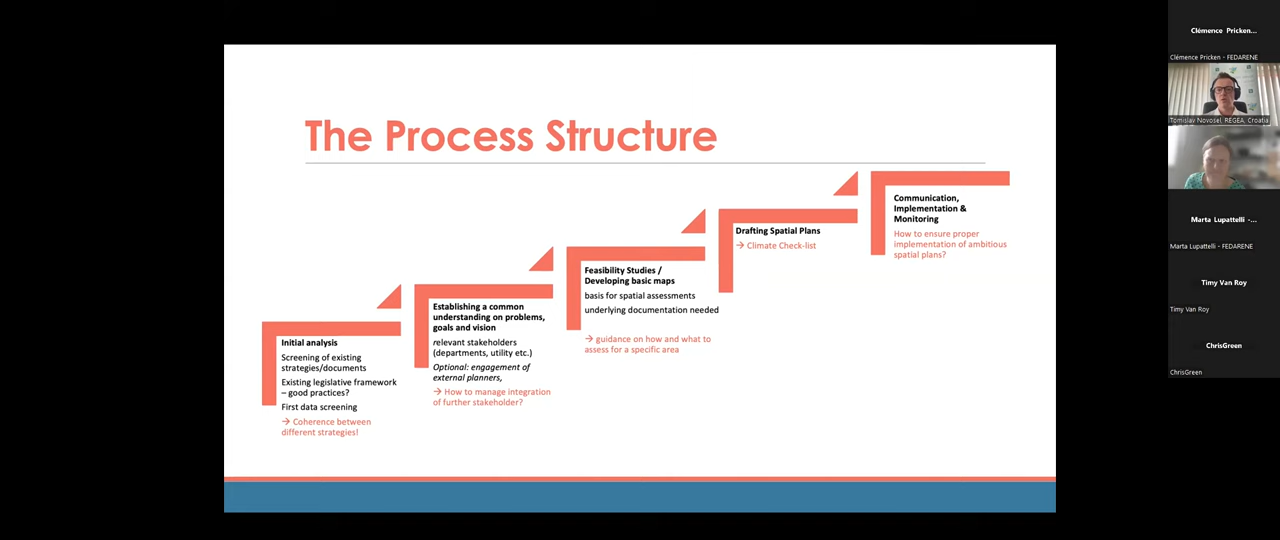 The Process Structure
Initial analysis
Screening of existing
strategies/documents
Existing legislative framework
– good practices?
First data screening
→ Coherence between
different strategies!
Establishing a common
understanding on problems,
goals and vision
relevant stakeholders
(departments, utility etc.)
Optional: engagement of
external planners,
→ How to manage integration
of further stakeholder?
Feasibility Studies /
Developing basic maps
basis for spatial assessments
underlying documentation needed
→ guidance on how and what to
assess for a specific area
Drafting Spatial Plans
→ Climate Check-list
Communication,
Implementation &
Monitoring
How to ensure proper
implementation of ambitious
spatial plans?
Clémence Pricken...
Clémence Pricken - FEDARENE
Tomislav Novosel, REGEA, Croatia
Marta Lupattelli -...
Marta Lupattelli - FEDARENE
Timy Van Roy
Timy Van Roy
ChrisGreen
ChrisGreen